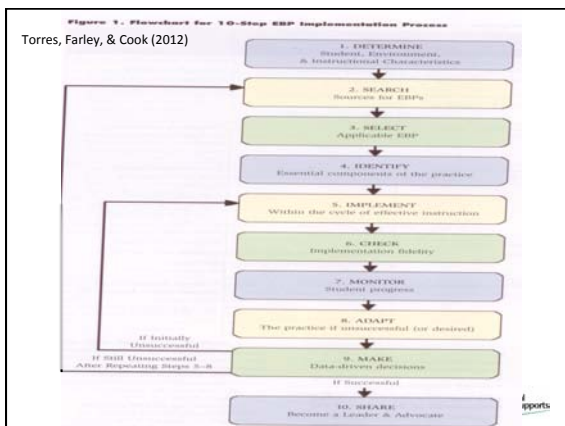 Figure 1. Flowchart for 10-Step EBP Implementation Process
Torres, Farley, & Cook (2012)
1. DETERMINE
Student, Environment,
& Instructional Characteristics
2. SEARCH
Sources for EBPs
3. SELECT
Applicable EBP
4. IDENTIFY
Essential components of the practice
5. IMPLEMENT
Within the cycle of effective instruction
6. CHECK
Implementation fidelity
7. MONITOR
Student progress
8. ADAPT
The practice if unsuccessful (or desired)
If Initially
Unsuccessful
If Still Unsuccessful
After Repeating Steps 5–8
9. MAKE
Data-driven decisions
If Successful
10. SHARE
Become a Leader & Advocate
upports